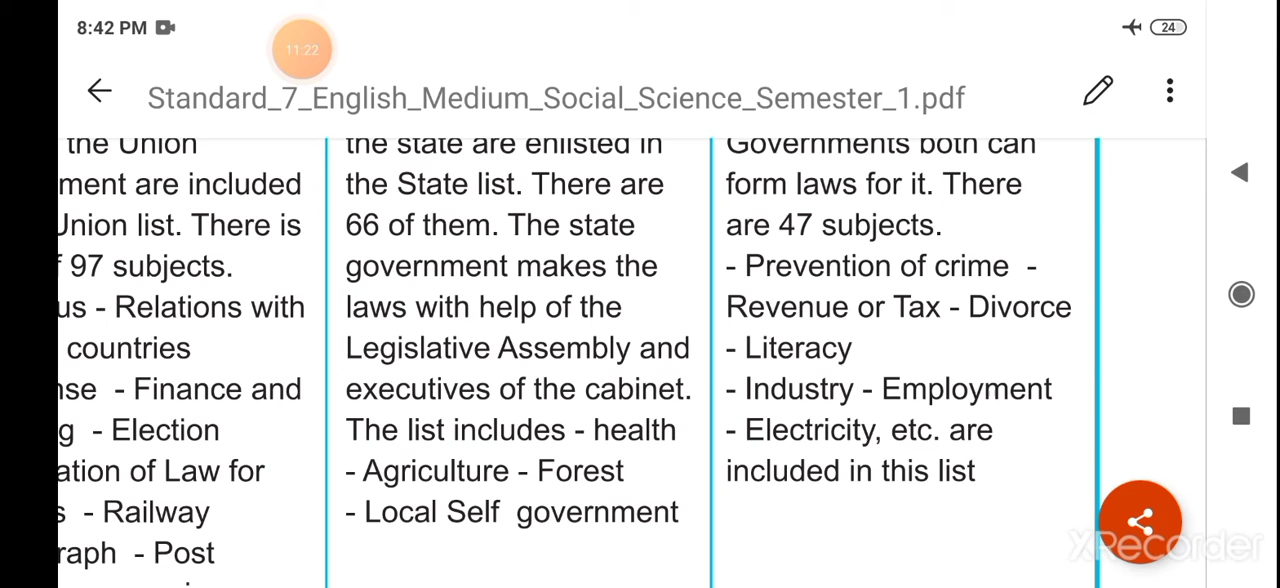 8:42 PM
11:22
24
Standard_7_English_Medium_Social_Science_Semester_1.pdf
the Union
ment are included
Union list. There is
97 subjects.
us - Relations with
countries
nse - Finance and
g - Election
ation of Law for
s - Railway
raph - Post
the state are enlisted in
the State list. There are
66 of them. The state
government makes the
laws with help of the
Legislative Assembly and
executives of the cabinet.
The list includes - health
- Agriculture - Forest
- Local Self government
Governments both can
form laws for it. There
are 47 subjects.
- Prevention of crime -
Revenue or Tax - Divorce
- Literacy
- Industry - Employment
- Electricity, etc. are
included in this list
XRecorder